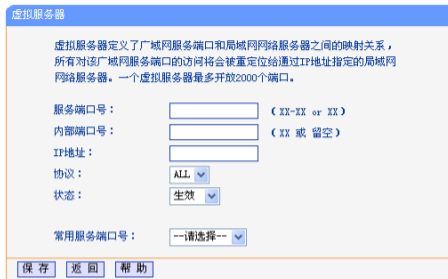 虚拟服务器
虚拟服务器定义了广域网服务端口和局域网网络服务器之间的映射关系，
所有对该广域网服务端口的访问将会被重定位给通过IP地址指定的局域网
网络服务器。一个虚拟服务器最多开放2000个端口。
服务端口号： （XX-XX or XX）
内部端口号： （XX 或 留空）
IP地址：
协议： ALL
状态： 生效
常用服务端口号： --请选择--
保存 返回 帮助